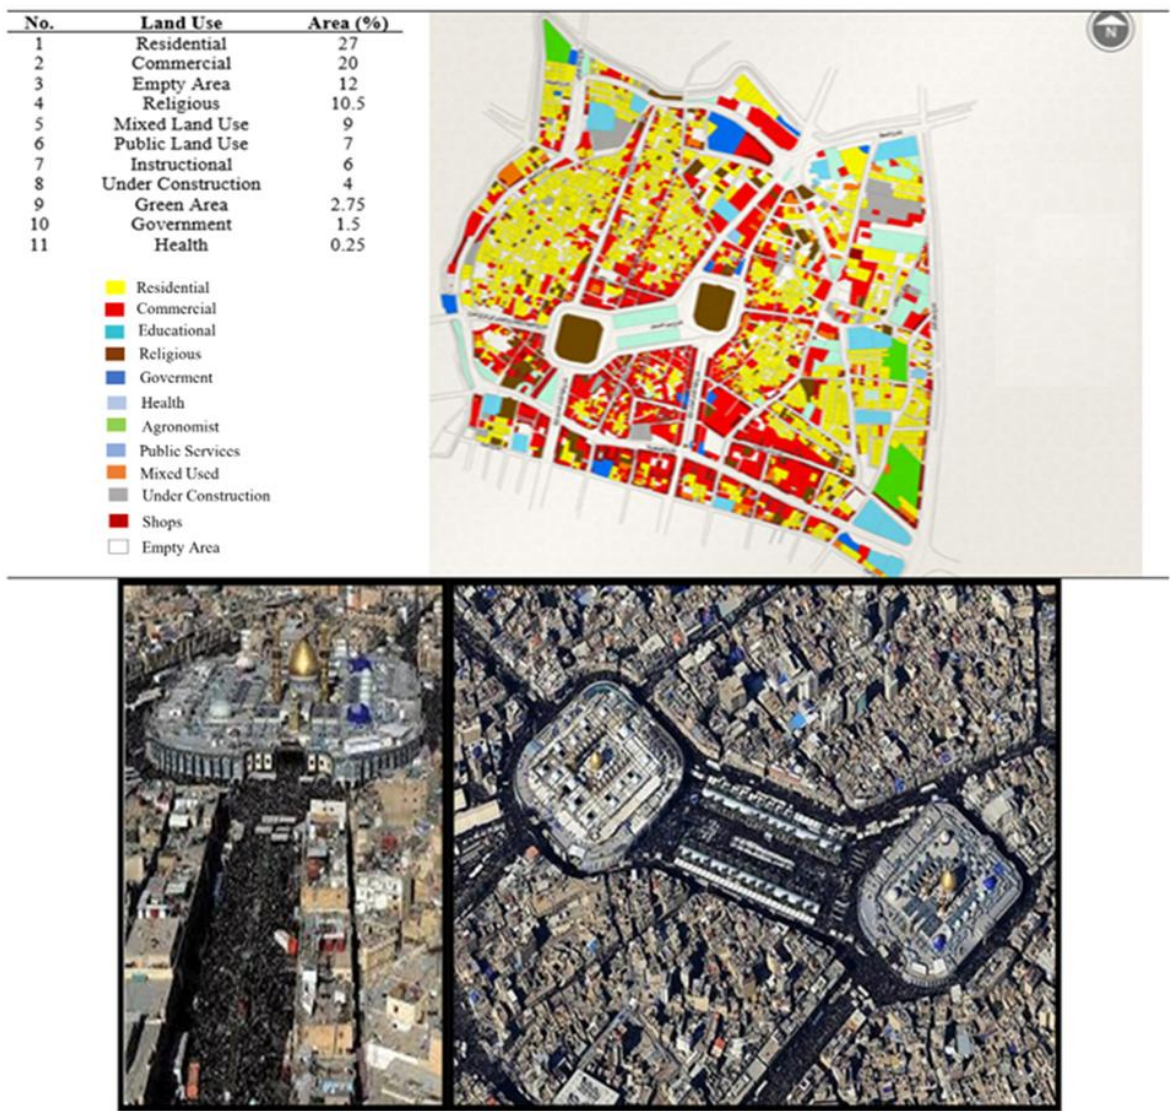 No. Land Use Area (%)
1 Residential 27
2 Commercial 20
3 Empty Area 12
4 Religious 10.5
5 Mixed Land Use 9
6 Public Land Use 7
7 Instructional 6
8 Under Construction 4
9 Green Area 2.75
10 Government 1.5
11 Health 0.25
Residential
Commercial
Educational
Religious
Goverment
Health
Agronomist
Public Services
Mixed Used
Under Construction
Shops
Empty Area
N